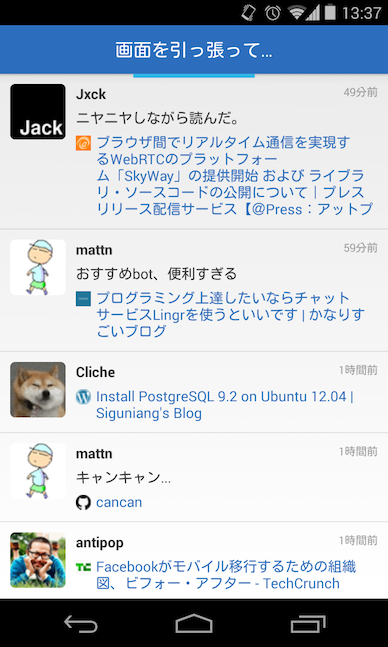 13:37
画面を引っ張って...
Jack
Jxck
49分前
ニヤニヤしながら読んだ。
ブラウザ間でリアルタイム通信を実現す
るWebRTCのプラットフォー
ム「SkyWay」の提供開始 および ライブラ
リ・ソースコードの公開について｜プレス
リリース配信サービス【@Press：アットプ
mattn
59分前
おすすめbot、便利すぎる
プログラミング上達したいならチャット
サービスLingrを使うといいです | かなりす
ごいブログ
Cliche
1時間前
Install PostgreSQL 9.2 on Ubuntu 12.04 |
Siguniang's Blog
mattn
1時間前
キャンキャン...
cancan
antipop
1時間前
Facebookがモバイル移行するための組織
図、ビフォー・アフター - TechCrunch